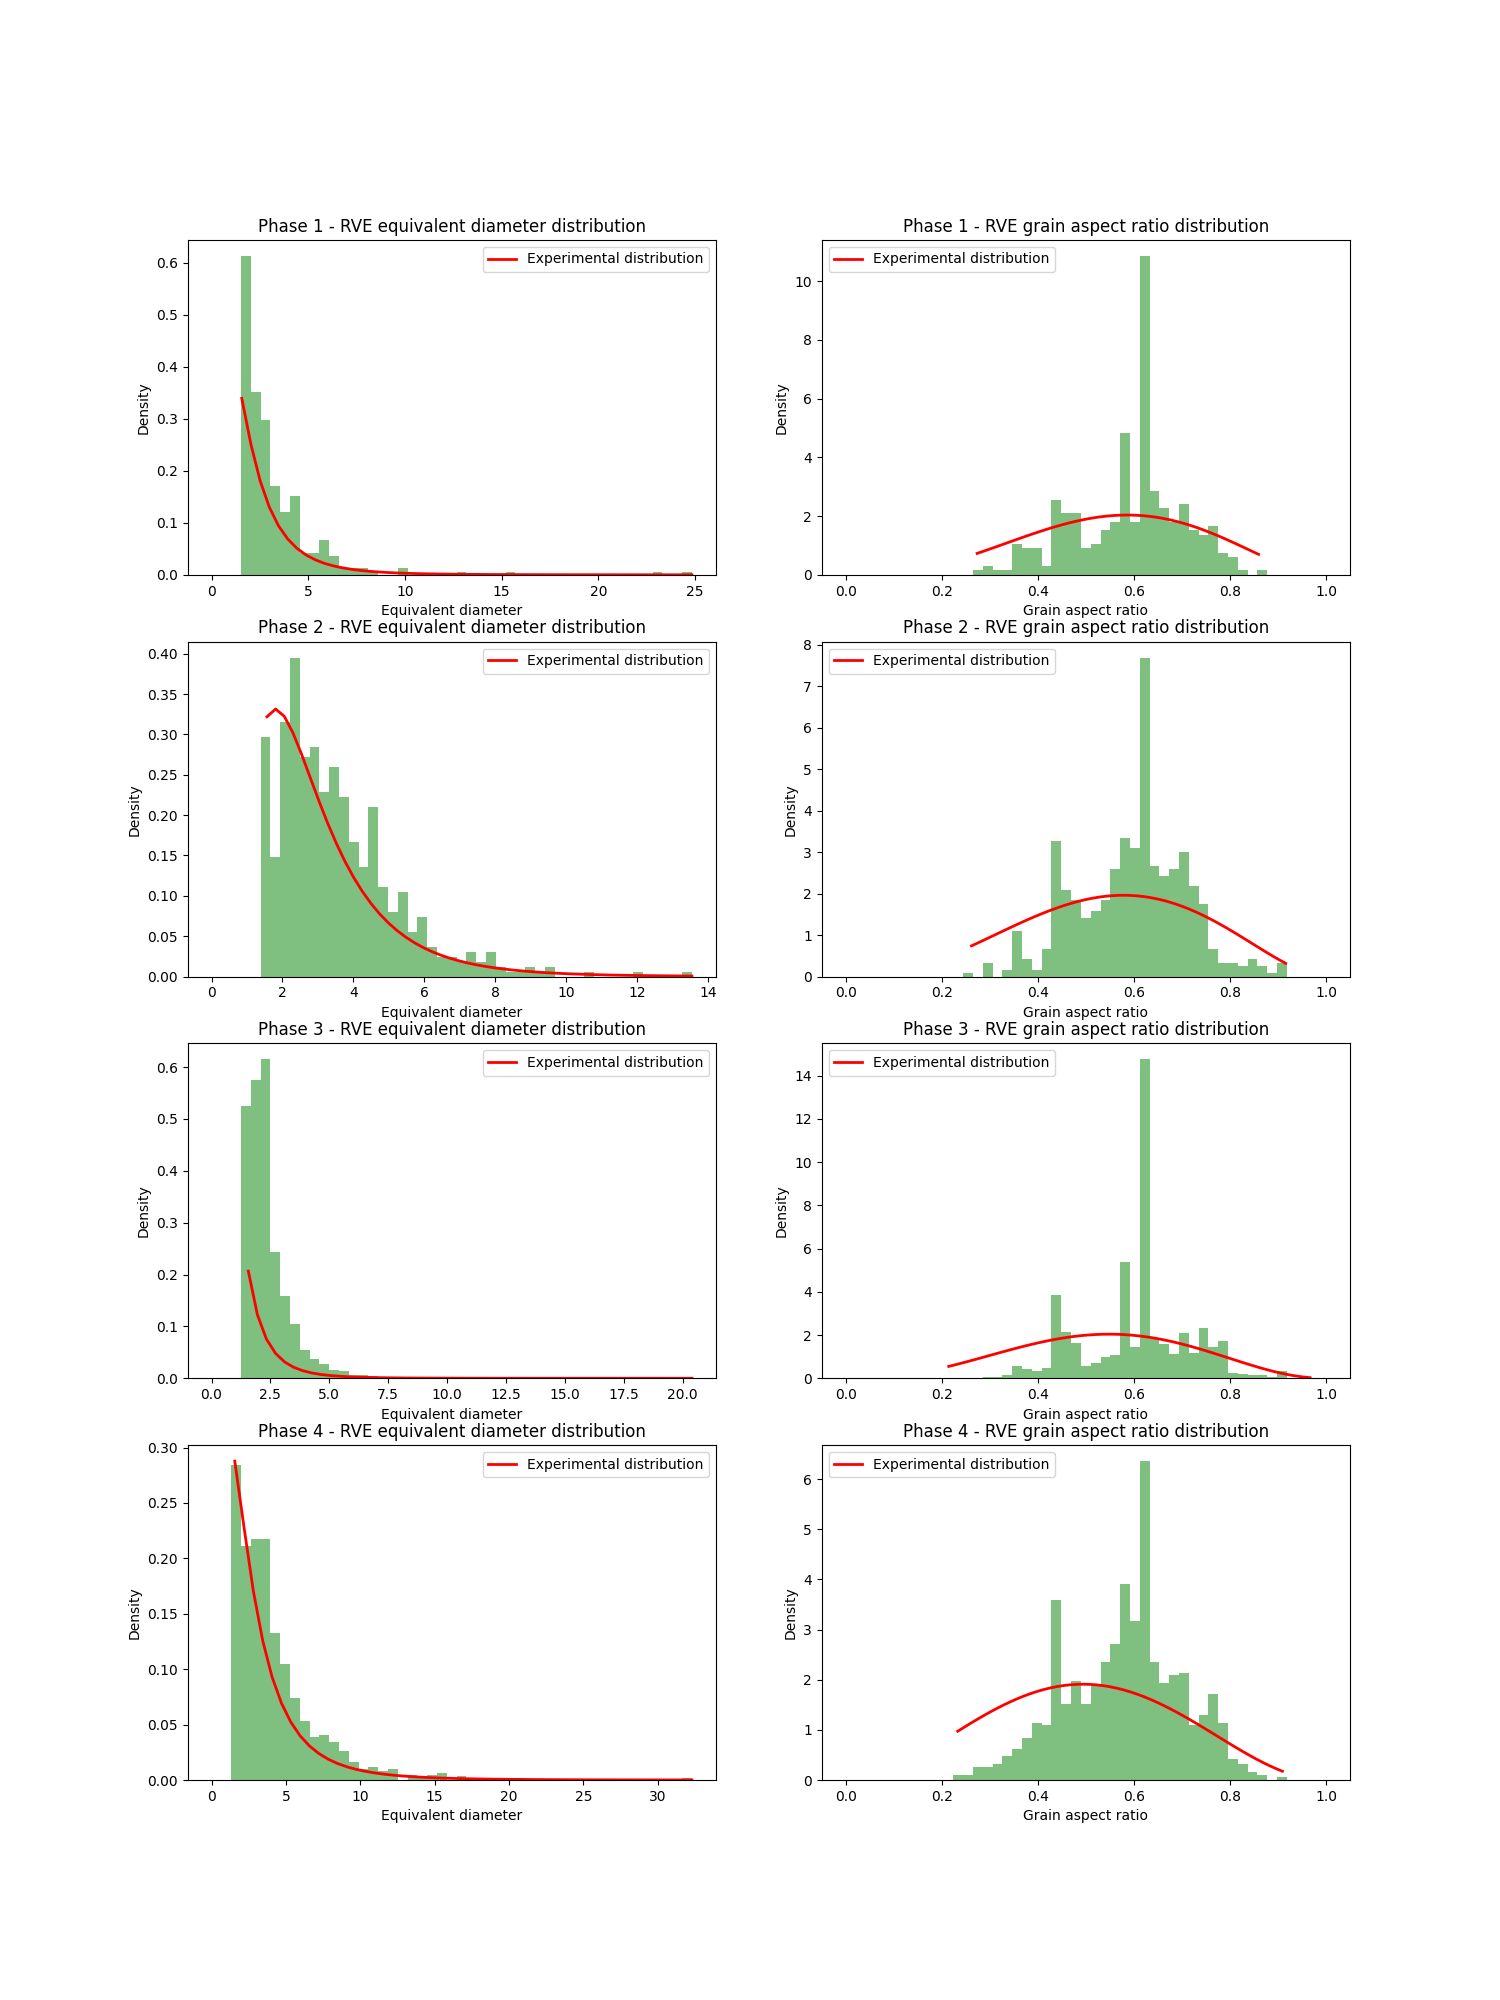 Phase 1 - RVE equivalent diameter distribution
Experimental distribution
0.6
0.5
0.4
0.3
0.2
0.1
0.0
Density
0 5 10 15 20 25
Equivalent diameter
Phase 1 - RVE grain aspect ratio distribution
Experimental distribution
10
8
6
4
2
0
Density
0.0 0.2 0.4 0.6 0.8 1.0
Grain aspect ratio
Phase 2 - RVE equivalent diameter distribution
Experimental distribution
0.40
0.35
0.30
0.25
0.20
0.15
0.10
0.05
0.00
Density
0 2 4 6 8 10 12 14
Equivalent diameter
Phase 2 - RVE grain aspect ratio distribution
Experimental distribution
8
7
6
5
4
3
2
1
0
Density
0.0 0.2 0.4 0.6 0.8 1.0
Grain aspect ratio
Phase 3 - RVE equivalent diameter distribution
Experimental distribution
0.6
0.5
0.4
0.3
0.2
0.1
0.0
Density
0.0 2.5 5.0 7.5 10.0 12.5 15.0 17.5 20.0
Equivalent diameter
Phase 3 - RVE grain aspect ratio distribution
Experimental distribution
14
12
10
8
6
4
2
0
Density
0.0 0.2 0.4 0.6 0.8 1.0
Grain aspect ratio
Phase 4 - RVE equivalent diameter distribution
Experimental distribution
0.30
0.25
0.20
0.15
0.10
0.05
0.00
Density
0 5 10 15 20 25 30
Equivalent diameter
Phase 4 - RVE grain aspect ratio distribution
Experimental distribution
6
5
4
3
2
1
0
Density
0.0 0.2 0.4 0.6 0.8 1.0
Grain aspect ratio